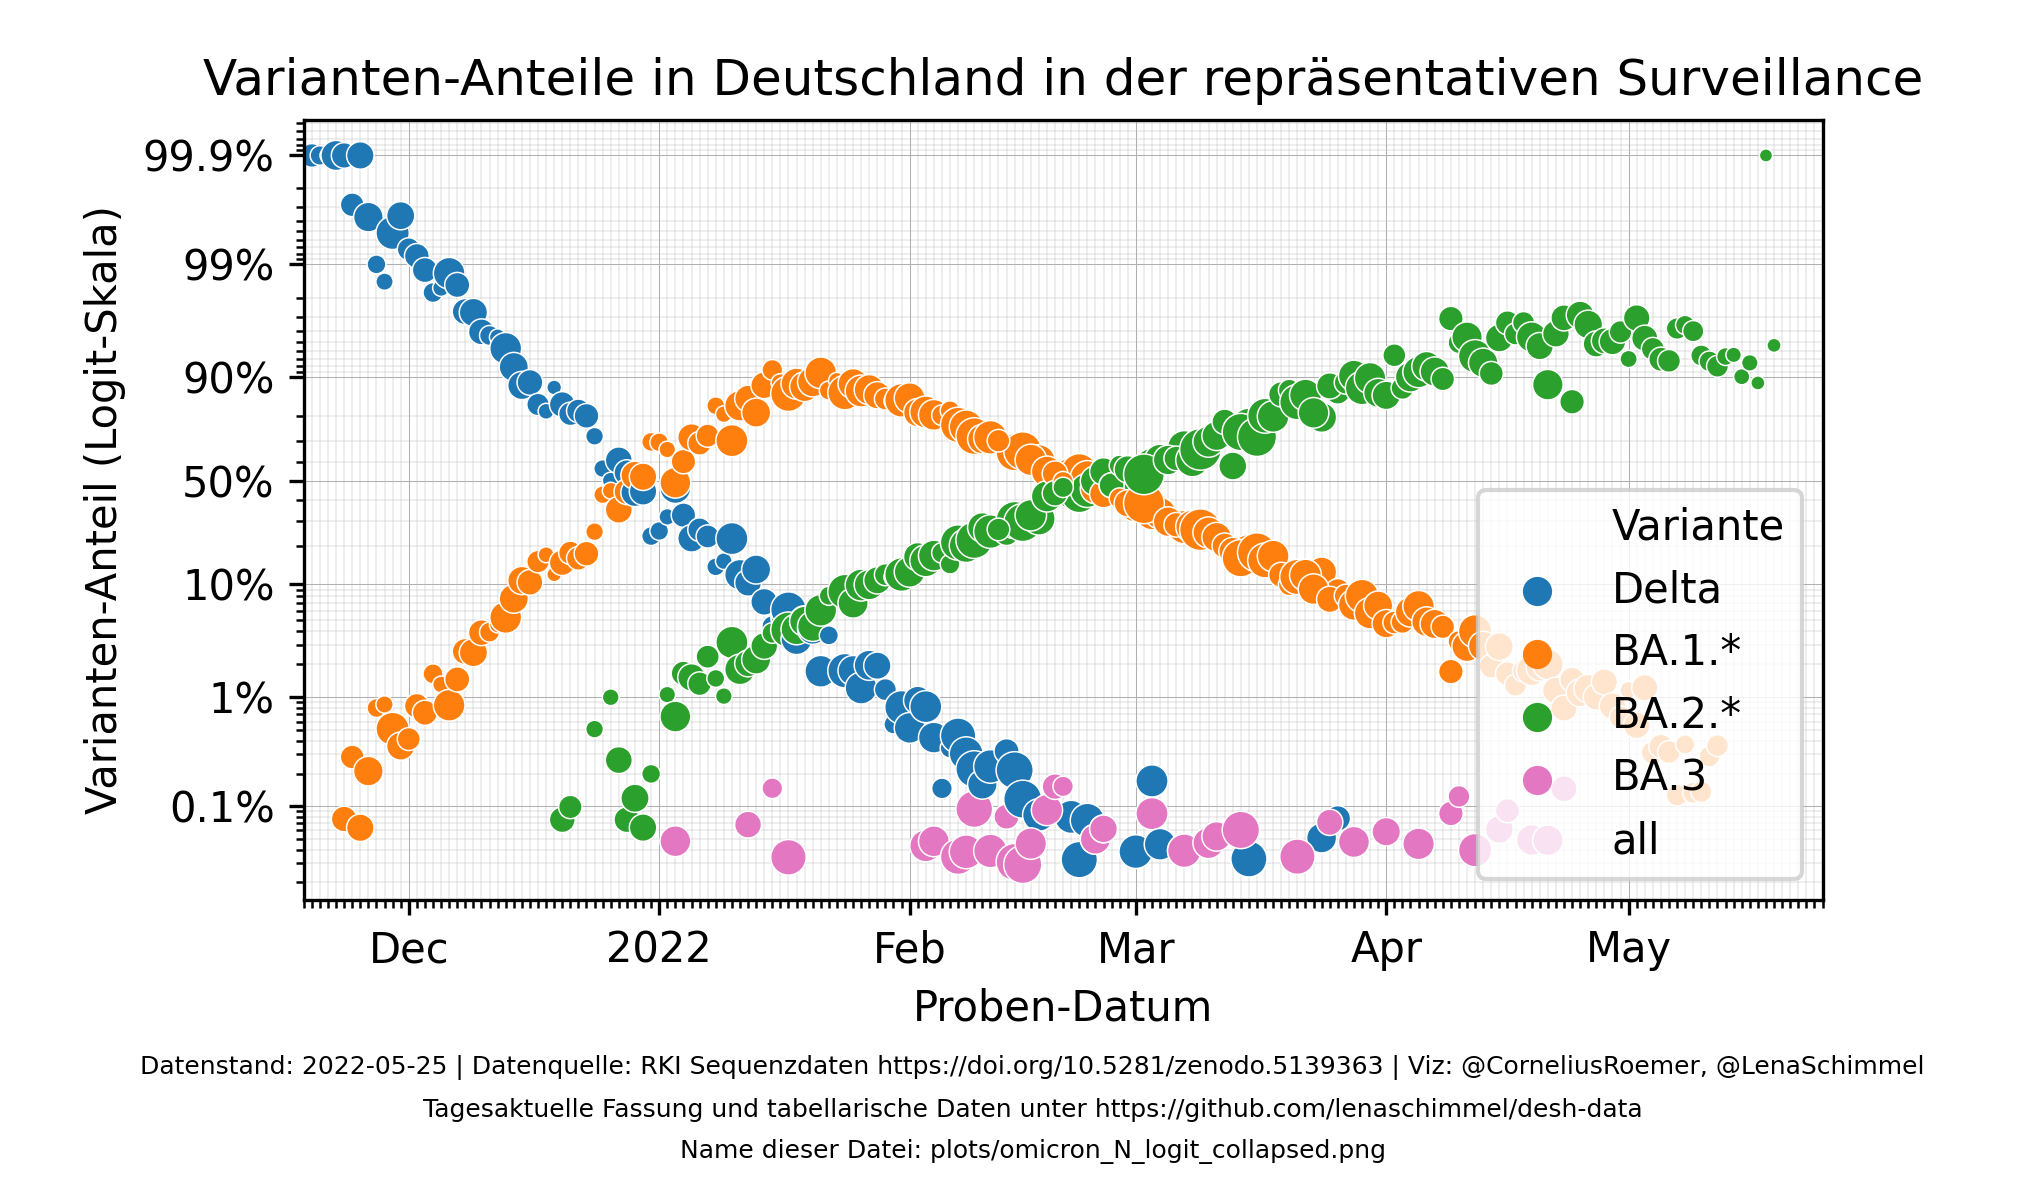 Varianten-Anteile in Deutschland in der repräsentativen Surveillance
Varianten-Anteil (Logit-Skala)
99.9%
99%
90%
50%
10%
1%
0.1%
Variante
Delta
BA.1.*
BA.2.*
BA.3
all
Dec
2022
Feb
Mar
Apr
May
Proben-Datum
Datenstand: 2022-05-25 | Datenquelle: RKI Sequenzdaten https://doi.org/10.5281/zenodo.5139363 | Viz: @CorneliusRoemer, @LenaSchimmel
Tagesaktuelle Fassung und tabellarische Daten unter https://github.com/lenaschimmel/desh-data
Name dieser Datei: plots/omicron_N_logit_collapsed.png